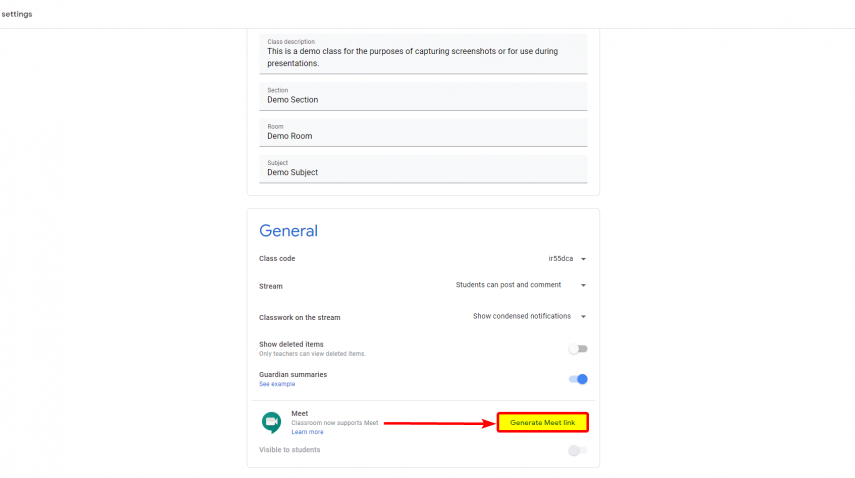 settings
Class description
This is a demo class for the purposes of capturing screenshots or for use during
presentations.
Section
Demo Section
Room
Demo Room
Subject
Demo Subject
General
Class code ir55dca
Stream Students can post and comment
Classwork on the stream Show condensed notifications
Show deleted items
Only teachers can view deleted items.
Guardian summaries
See example
Meet
Classroom now supports Meet Generate Meet link
Learn more
Visible to students